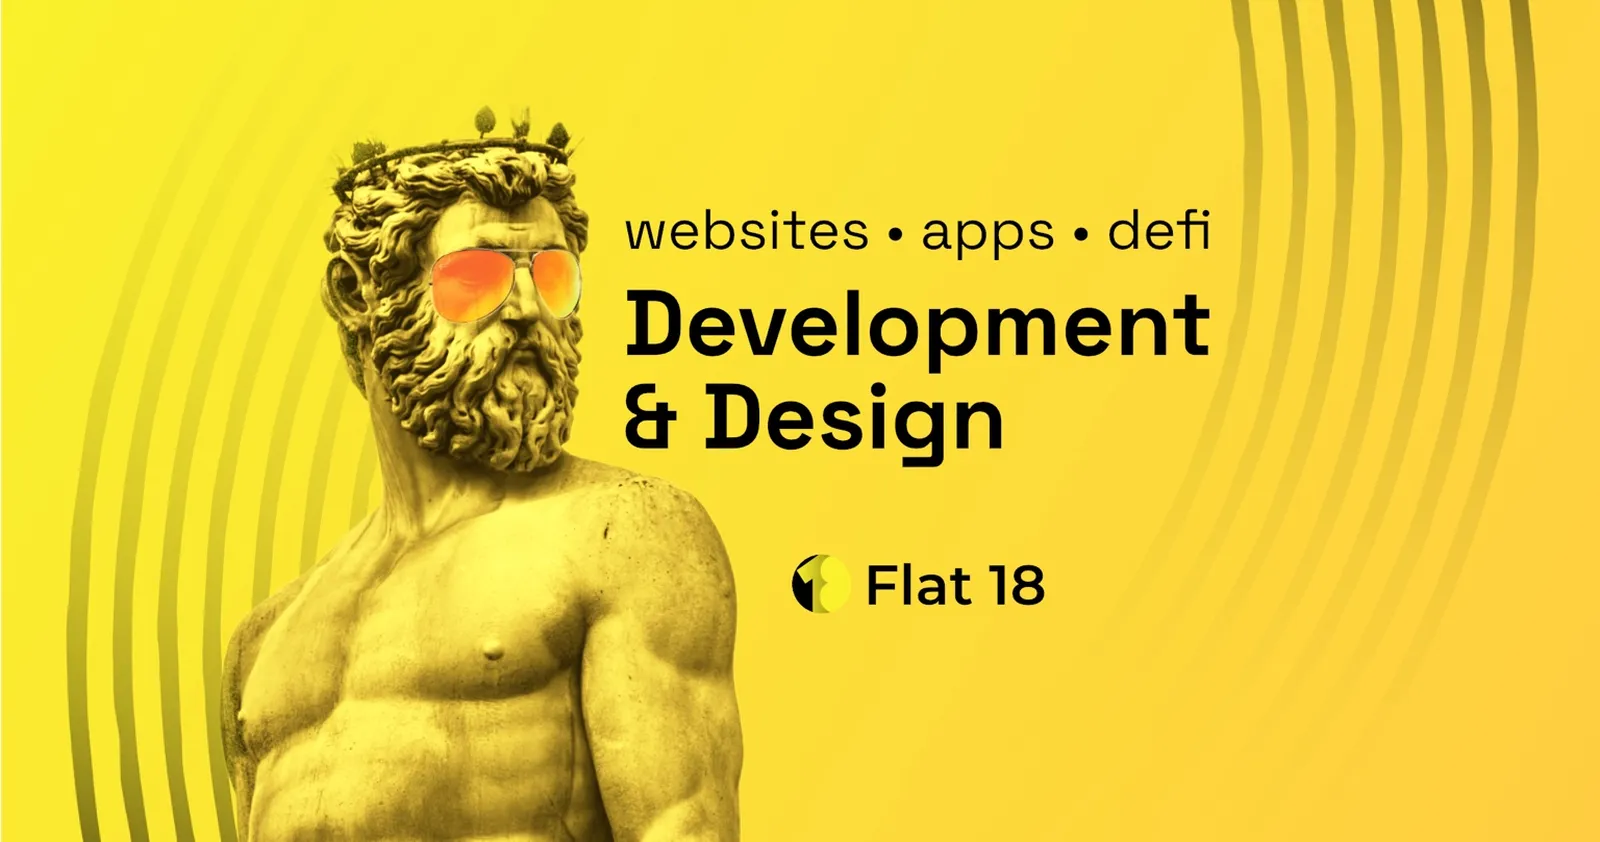 websites • apps • defi
Development
& Design
Flat 18